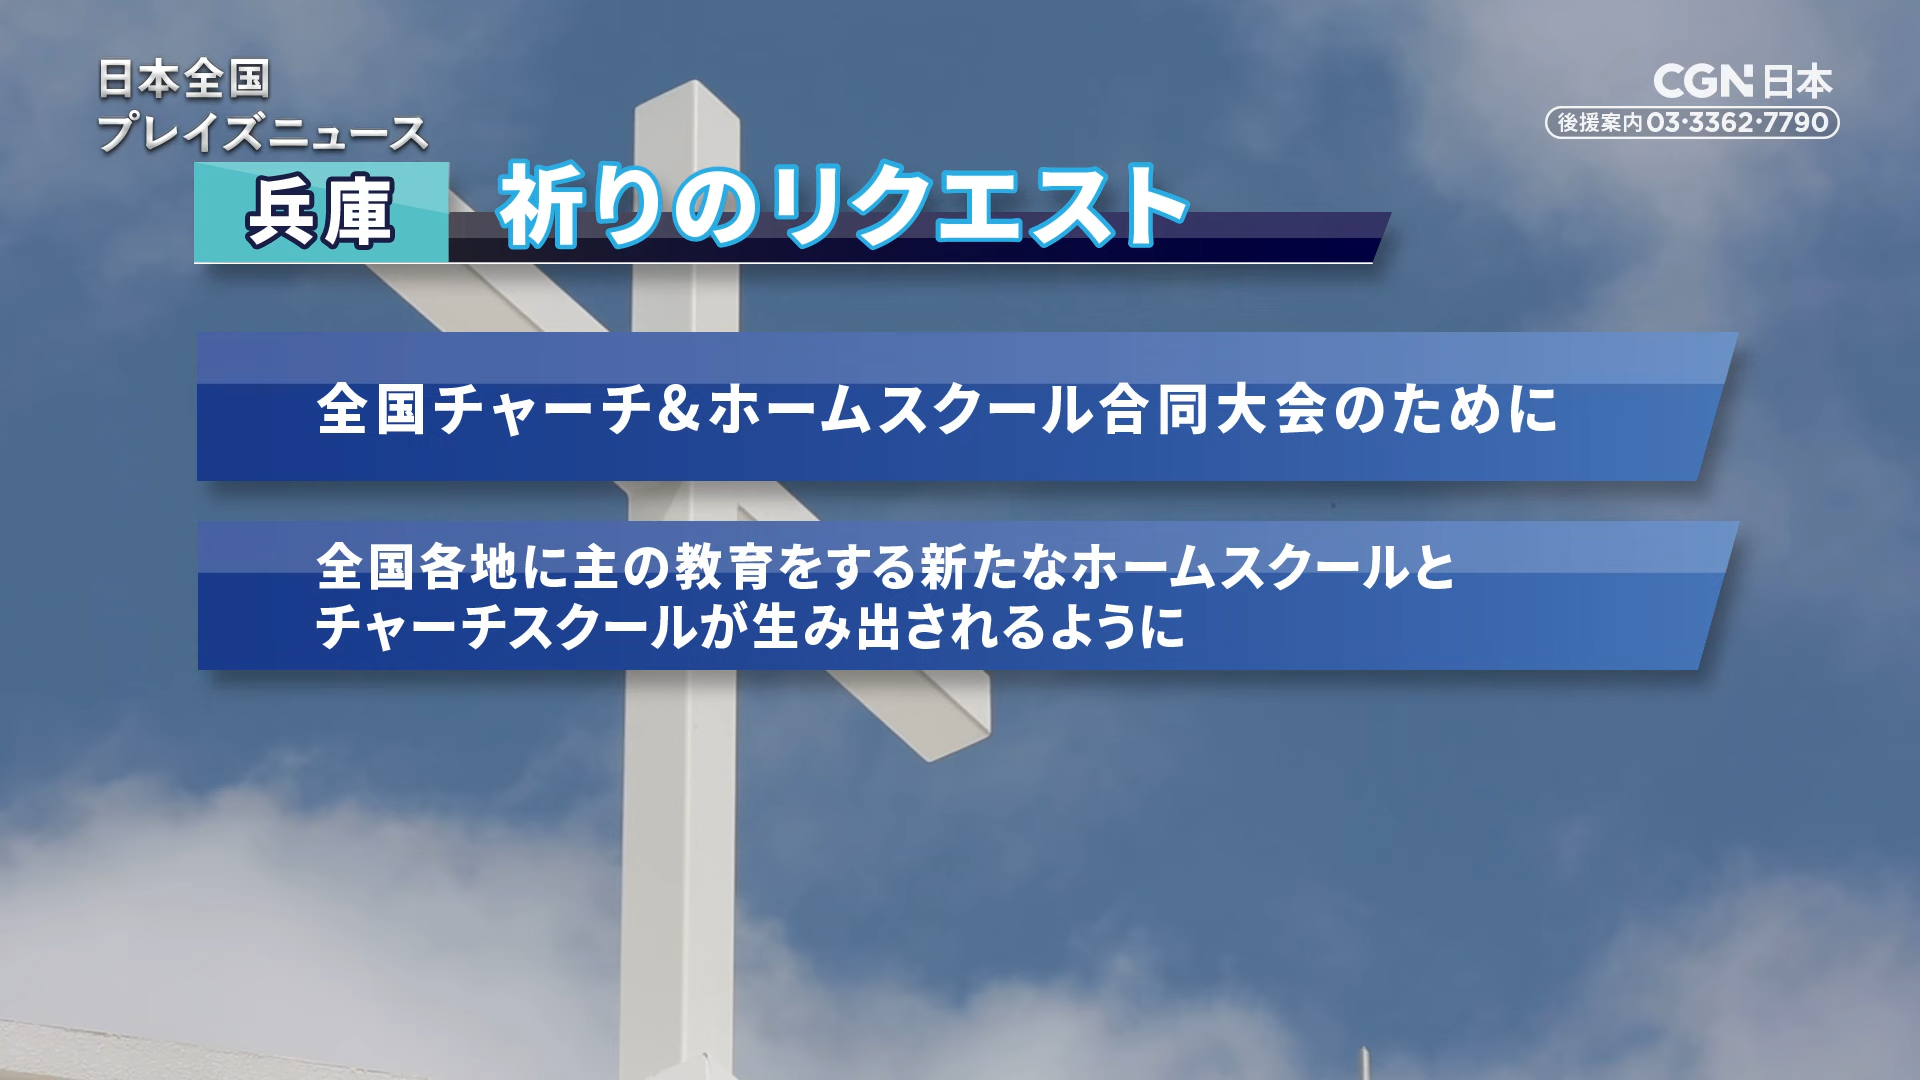 日本全国
プレイズニュース
CGN日本
後援案内03・3362・7790
兵庫
祈りのリクエスト
全国チャーチ&ホームスクール合同大会のために
全国各地に主の教育をする新たなホームスクールと
チャーチスクールが生み出されるように